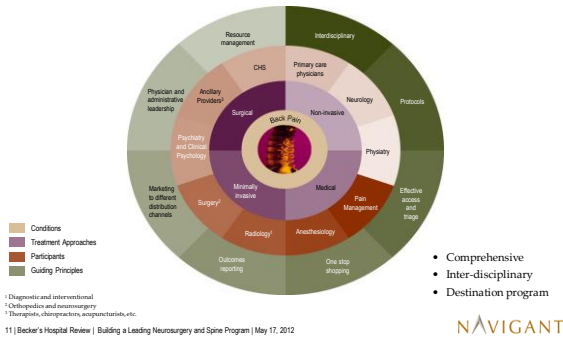 Resource
management
Interdisciplinary
CHS
Primary care
physicians
Physician and
administrative
leadership
Ancillary
Providers³
Neurology
Protocols
Surgical
Non-invasive
Back Pain
Psychiatry
and Clinical
Psychology
Physiatry
Marketing
to different
distribution
channels
Minimally
invasive
Medical
Effective
access
and
triage
Surgery²
Pain
Management
Radiology¹
Anesthesiology
Outcomes
reporting
One stop
shopping
Conditions
Treatment Approaches
Participants
Guiding Principles
• Comprehensive
• Inter-disciplinary
• Destination program
¹ Diagnostic and interventional
² Orthopedics and neurosurgery
³ Therapists, chiropractors, acupuncturists, etc.
11 | Becker's Hospital Review | Building a Leading Neurosurgery and Spine Program | May 17, 2012
NAVIGANT